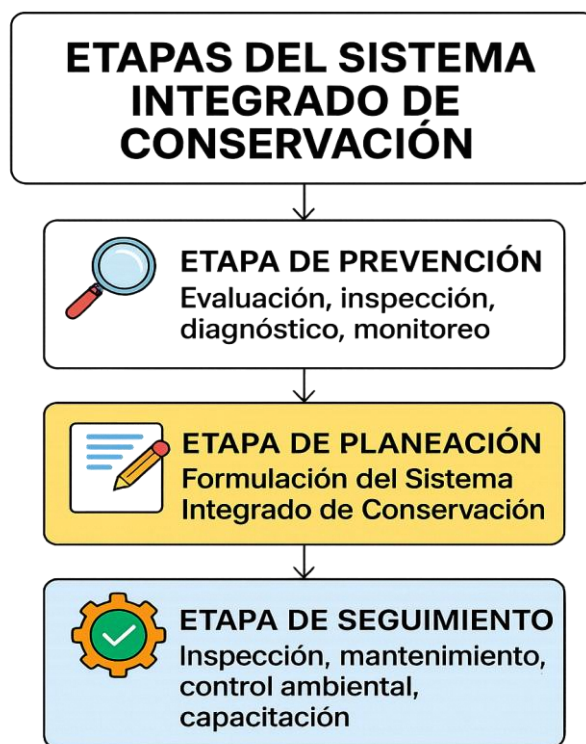 ETAPAS DEL SISTEMA
INTEGRADO DE
CONSERVACIÓN
ETAPA DE PREVENCIÓN
Evaluación, inspección,
diagnóstico, monitoreo
ETAPA DE PLANEACIÓN
Formulación del Sistema
Integrado de Conservación
ETAPA DE SEGUIMIENTO
Inspección, mantenimiento,
control ambiental,
capacitación